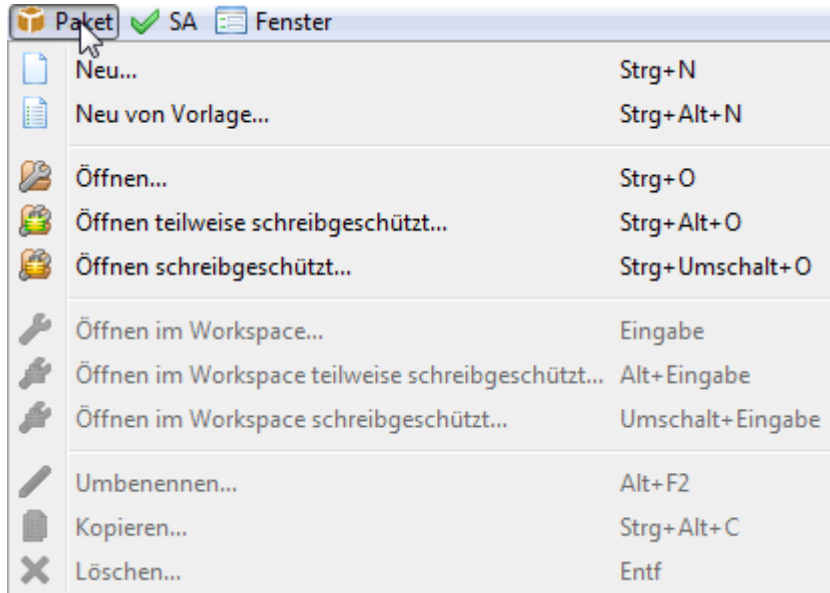 Paket SA Fenster
Neu... Strg+N
Neu von Vorlage... Strg+Alt+N
Öffnen... Strg+O
Öffnen teilweise schreibgeschützt... Strg+Alt+O
Öffnen schreibgeschützt... Strg+Umschalt+O
Öffnen im Workspace... Eingabe
Öffnen im Workspace teilweise schreibgeschützt... Alt+Eingabe
Öffnen im Workspace schreibgeschützt... Umschalt+Eingabe
Umbenennen... Alt+F2
Kopieren... Strg+Alt+C
Löschen... Entf